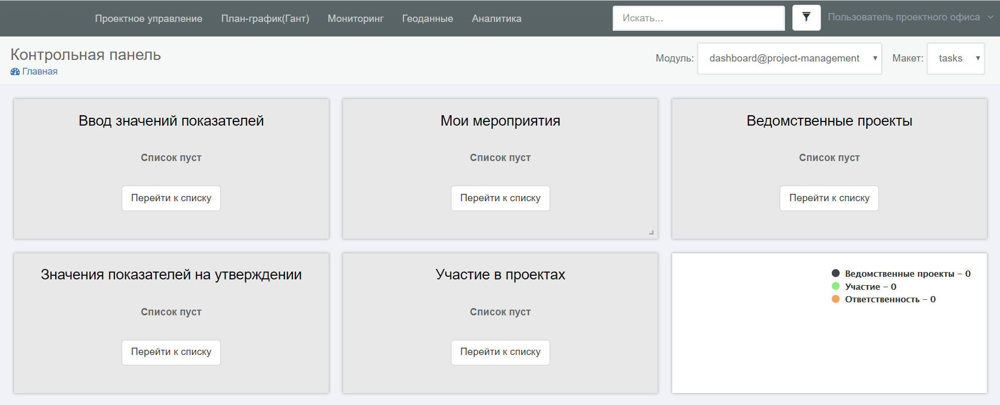 Проектное управление План-график(Гант) Мониторинг Геоданные Аналитика Искать... Пользователь проектного офиса
Контрольная панель
Главная
Модуль: dashboard@project-management Макет: tasks
Ввод значений показателей
Список пуст
Перейти к списку
Мои мероприятия
Список пуст
Перейти к списку
Ведомственные проекты
Список пуст
Перейти к списку
Значения показателей на утверждении
Список пуст
Перейти к списку
Участие в проектах
Список пуст
Перейти к списку
Ведомственные проекты – 0
Участие – 0
Ответственность – 0